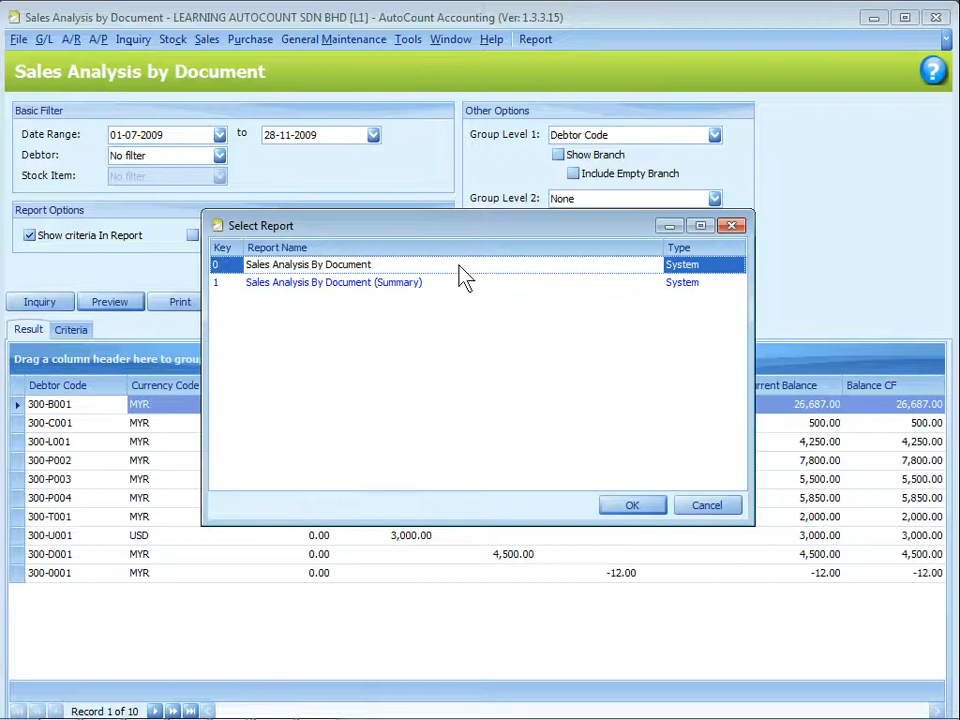 Sales Analysis by Document - LEARNING AUTOCOUNT SDN BHD [L1] - AutoCount Accounting (Ver: 1.3.3.15)
File G/L A/R A/P Inquiry Stock Sales Purchase General Maintenance Tools Window Help Report
Sales Analysis by Document
?
Basic Filter
Date Range: 01-07-2009 to 28-11-2009
Debtor: No filter
Stock Item: No filter
Other Options
Group Level 1: Debtor Code
Show Branch
Include Empty Branch
Group Level 2: None
Report Options
Show criteria In Report
Inquiry Preview Print
Select Report
Key Report Name Type
0 Sales Analysis By Document System
1 Sales Analysis By Document (Summary) System
OK Cancel
Result Criteria
Drag a column header here to
Debtor Code Currency Code Balance Balance CF
300-B001 MYR 26,687.00 26,687.00
300-C001 MYR 500.00 500.00
300-L001 MYR 4,250.00 4,250.00
300-P002 MYR 7,800.00 7,800.00
300-P003 MYR 5,500.00 5,500.00
300-P004 MYR 5,850.00 5,850.00
300-T001 MYR 2,000.00 2,000.00
300-U001 USD 0.00 3,000.00 3,000.00 3,000.00
300-D001 MYR 0.00 4,500.00 4,500.00 4,500.00
300-0001 MYR 0.00 -12.00 -12.00 -12.00
Record 1 of 10